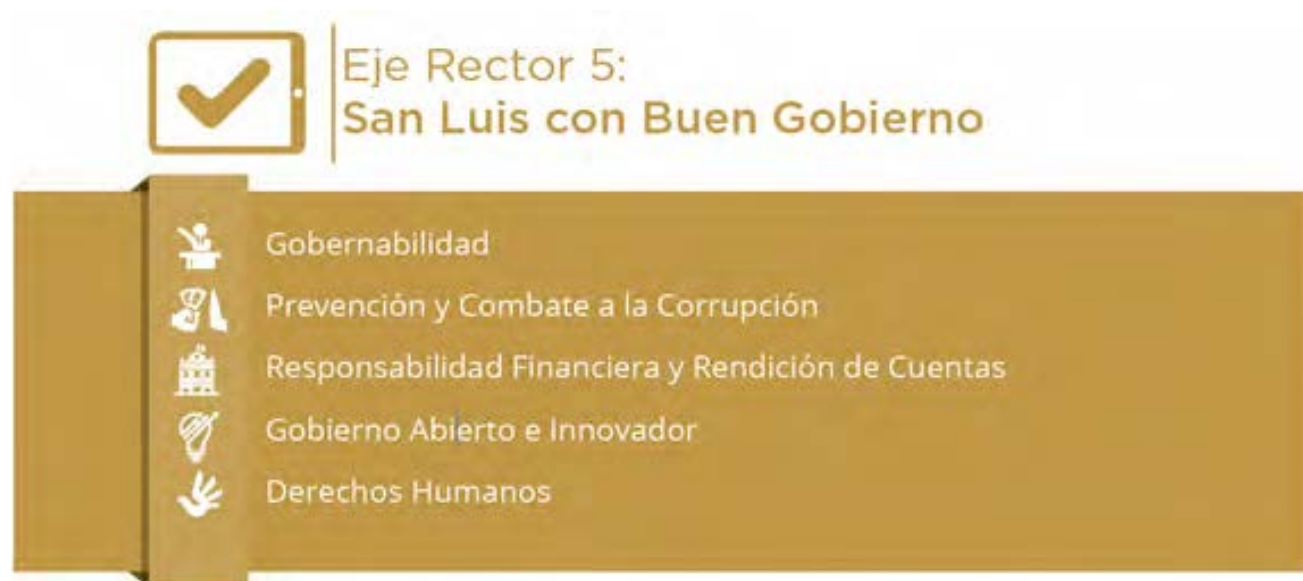 Eje Rector 5:
San Luis con Buen Gobierno
Gobernabilidad
Prevención y Combate a la Corrupción
Responsabilidad Financiera y Rendición de Cuentas
Gobierno Abierto e Innovador
Derechos Humanos